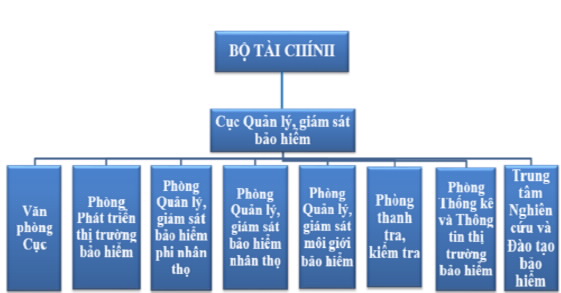 BỘ TÀI CHÍNH
Cục Quản lý, giám sát
bảo hiểm
Văn
phòng
Cục
Phòng
Phát triển
thị trường
bảo hiểm
Phòng
Quản lý,
giám sát
bảo hiểm
phi nhân
thọ
Phòng
Quản lý,
giám sát
bảo hiểm
nhân thọ
Phòng
Quản lý,
giám sát
môi giới
bảo hiểm
Phòng
thanh
tra,
kiểm tra
Phòng
Thống kê
và Thông
tin thị
trường
bảo hiểm
Trung
tâm
Nghiên
cứu và
Đào tạo
bảo
hiểm